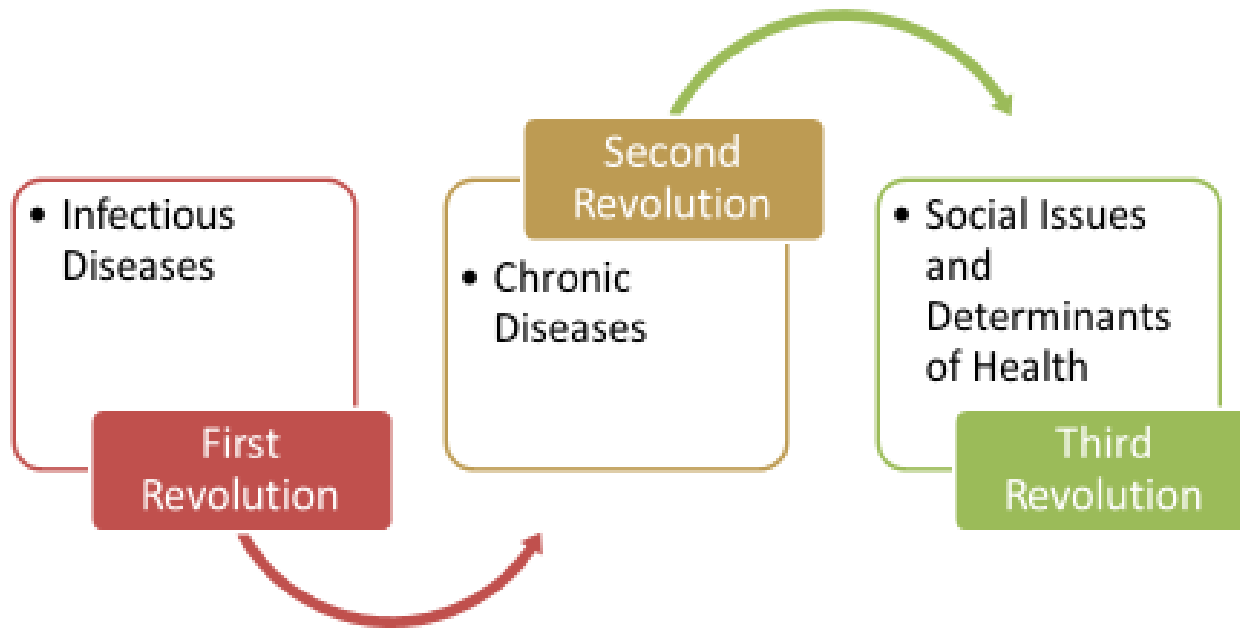 • Infectious
Diseases
First
Revolution
Second
Revolution
• Chronic
Diseases
• Social Issues
and
Determinants
of Health
Third
Revolution